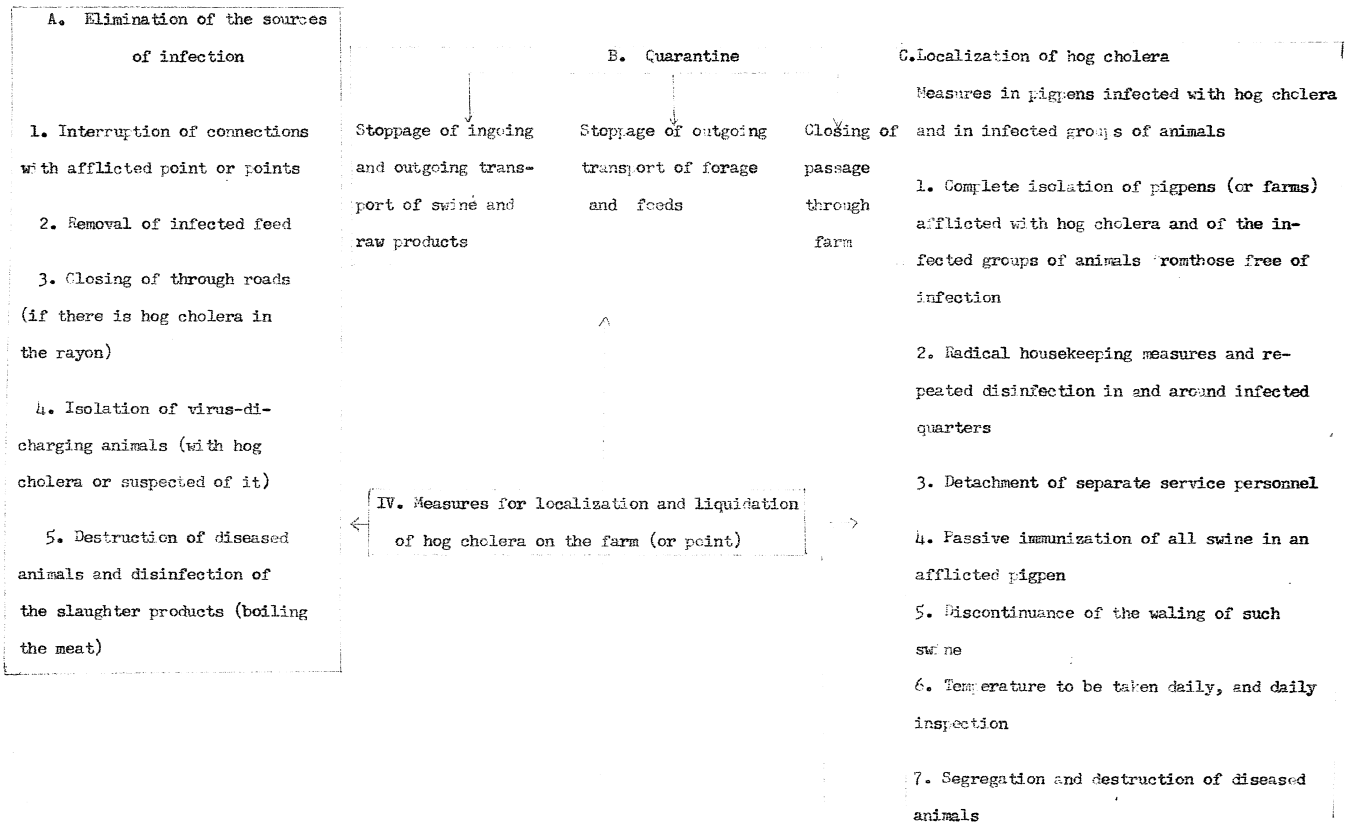 A. Elimination of the sources
of infection
1. Interruption of connections
with afflicted point or points
2. Removal of infected feed
3. Closing of through roads
(if there is hog cholera in
the rayon)
4. Isolation of virus-di-
charging animals (with hog
cholera or suspected of it)
5. Destruction of diseased
animals and disinfection of
the slaughter products (boiling
the meat)
B. Quarantine
Stoppage of ingoing
and outgoing trans-
port of swine and
raw products
Stoppage of outgoing
transport of forage
and feeds
Closing of
passage
through
farm
IV. Measures for localization and liquidation
of hog cholera on the farm (or point)
C.Localization of hog cholera
Measures in pigpens infected with hog cholera
and in infected groups of animals
1. Complete isolation of pigpens (or farms)
afflicted with hog cholera and of the in-
fected groups of animals romthose free of
infection
2. Radical housekeeping measures and re-
peated disinfection in and around infected
quarters
3. Detachment of separate service personnel
4. Passive immunization of all swine in an
afflicted pigpen
5. Discontinuance of the waling of such
swine
6. Temperature to be taken daily, and daily
inspection
7. Segregation and destruction of diseased
animals